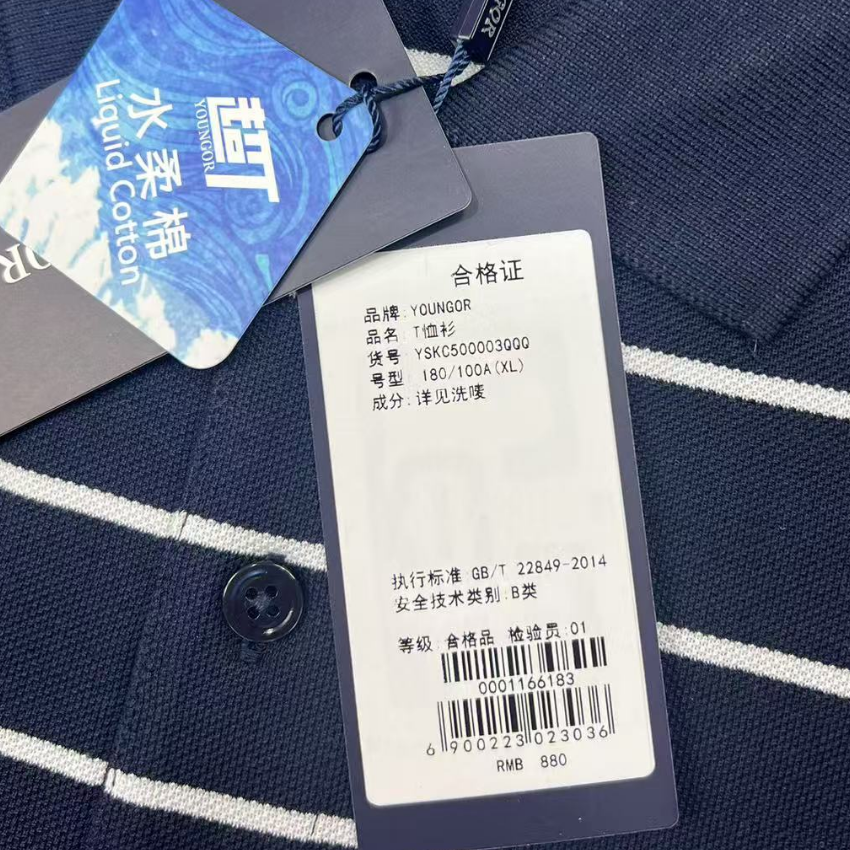 YOUNGOR
水柔棉
Liquid Cotton
合格证
品牌:YOUNGOR
品名:T恤衫
货号:YSKC500003QQQ
号型:180/100A(XL)
成分:详见洗唛
执行标准:GB/T 22849-2014
安全技术类别:B类
等级:合格品 检验员:01
0001166183
6 900223 023036
RMB 880